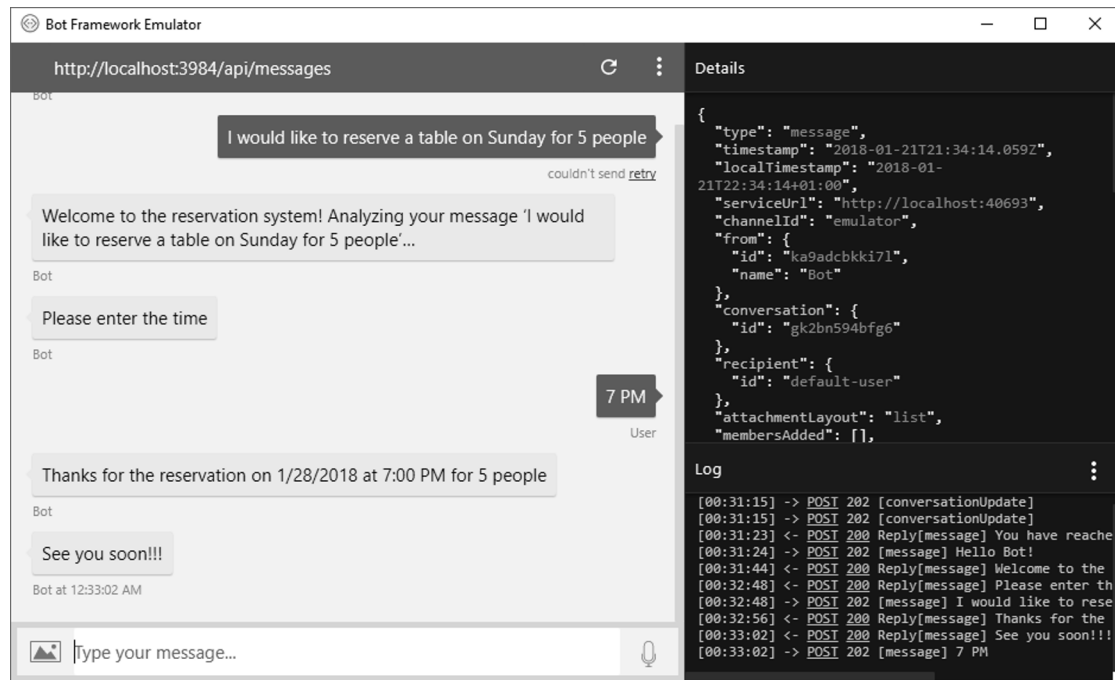 Bot Framework Emulator
http://localhost:3984/api/messages
Bot
I would like to reserve a table on Sunday for 5 people
couldn't send retry
Welcome to the reservation system! Analyzing your message ‘I would
like to reserve a table on Sunday for 5 people’...
Bot
Please enter the time
Bot
7 PM
User
Thanks for the reservation on 1/28/2018 at 7:00 PM for 5 people
Bot
See you soon!!!
Bot at 12:33:02 AM
Type your message...
Details
{
"type": "message",
"timestamp": "2018-01-21T21:34:14.059Z",
"localTimestamp": "2018-01-
21T22:34:14+01:00",
"serviceUrl": "http://localhost:40693",
"channelId": "emulator",
"from": {
"id": "ka9adcbkki7l",
"name": "Bot"
},
"conversation": {
"id": "gk2bn594bfg6"
},
"recipient": {
"id": "default-user"
},
"attachmentLayout": "list",
"membersAdded": [],
Log
[00:31:15] -> POST 202 [conversationUpdate]
[00:31:15] -> POST 202 [conversationUpdate]
[00:31:23] <- POST 200 Reply[message] You have reache
[00:31:24] -> POST 202 [message] Hello Bot!
[00:31:44] <- POST 200 Reply[message] Welcome to the
[00:32:48] <- POST 200 Reply[message] Please enter th
[00:32:48] -> POST 202 [message] I would like to rese
[00:32:56] <- POST 200 Reply[message] Thanks for the
[00:33:02] <- POST 200 Reply[message] See you soon!!!
[00:33:02] -> POST 202 [message] 7 PM